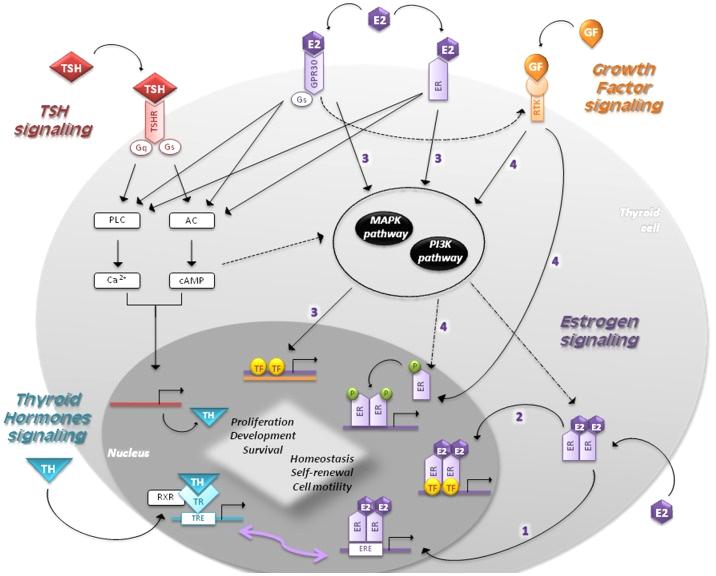 E2
GF
E2
E2
TSH
GPR30
GF
Growth
Factor
signaling
TSH
ER
RTK
TSH
signaling
TSHR
Gs
Gq
Gs
3
3
4
Thyroid
cell
PLC
AC
MAPK
pathway
PI3K
pathway
4
Ca2+
cAMP
3
4
Estrogen
signaling
TF TF
P
ER
P P
ER ER
Thyroid
Hormones
signaling
TH
Proliferation
Development
Survival
Homeostasis
Self-renewal
Cell motility
2
E2 E2
ER ER
Nucleus
E2 E2
ER ER
TF TF
TH
TH
RXR
TR
TRE
E2 E2
ER ER
ERE
1
E2